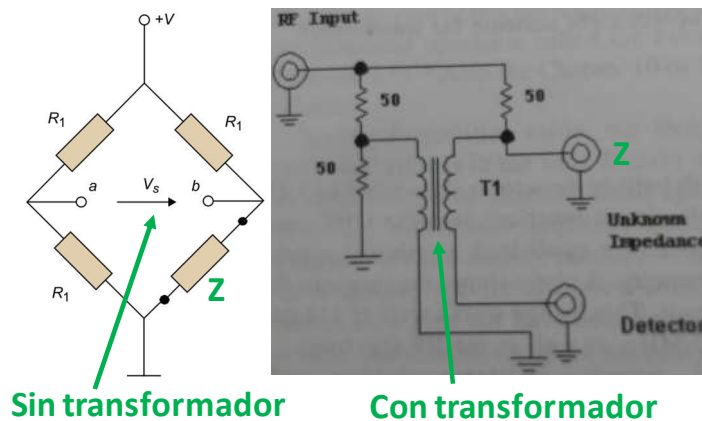 +V
R1
R1
a
Vs
b
R1
Z
Sin transformador
RF Input
50
50
50
T1
Z
Unknown
Impedance
Detector
Con transformador